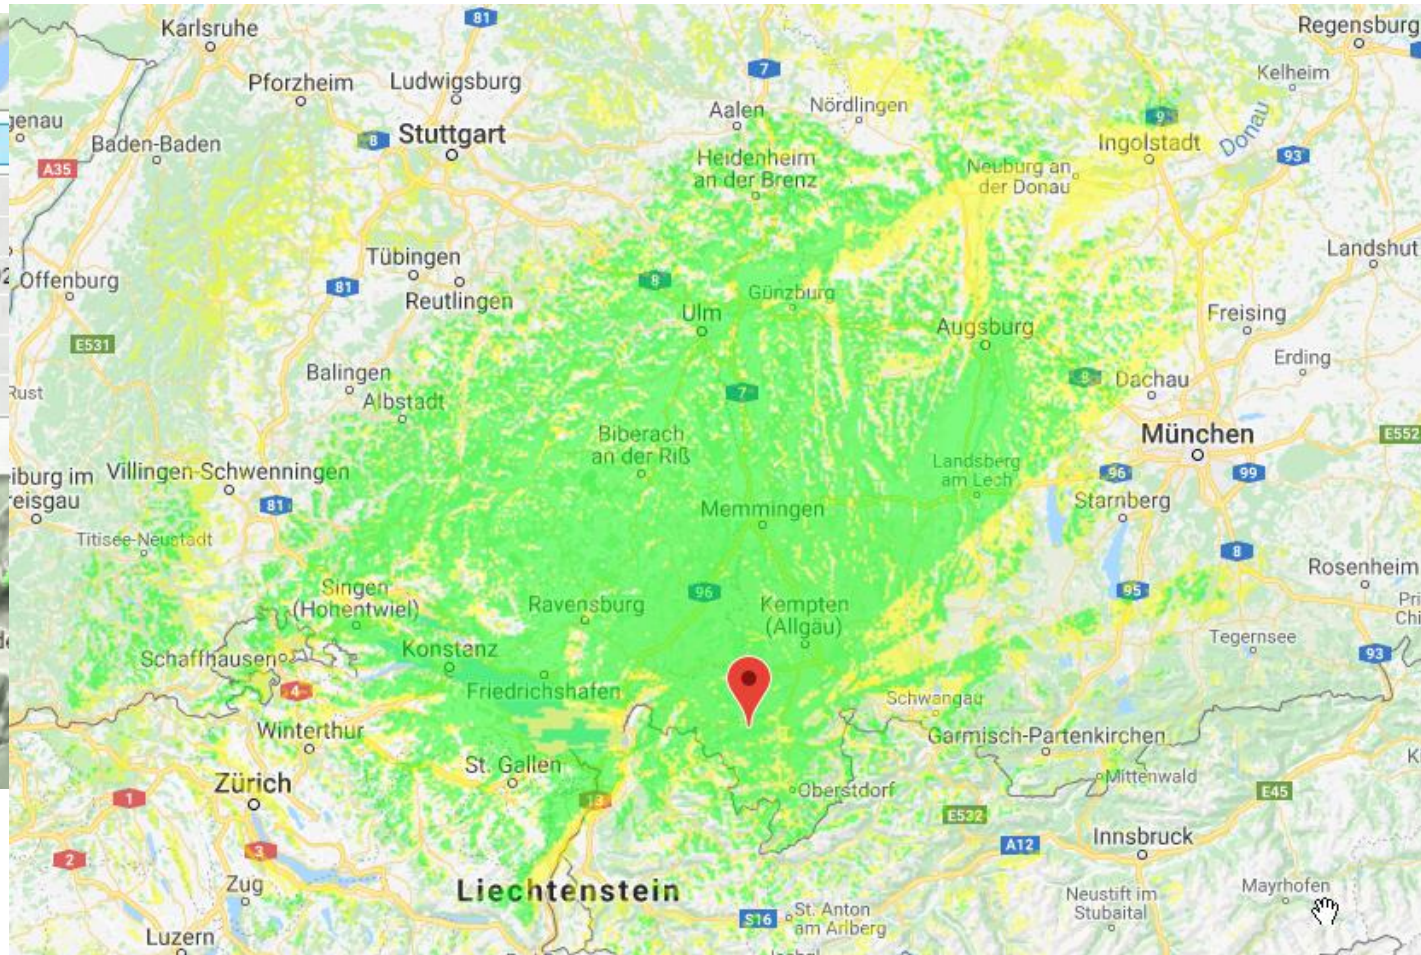 81
Karlsruhe
Regensburg
7
Pforzheim
Ludwigsburg
Kelheim
Aalen
Nördlingen
9
genau
8
Stuttgart
Ingolstadt
Donau
Baden-Baden
93
A35
Heidenheim
an der Brenz
Neuburg an
der Donau
Tübingen
Landshut
Offenburg
81
8
Reutlingen
Günzburg
Ulm
Augsburg
Freising
E531
Balingen
Erding
Rust
Albstadt
7
8
Dachau
Biberach
an der Riß
München
E552
iburg im
reisgau
Villingen-Schwenningen
Landsberg
am Lech
96
99
81
Memmingen
Starnberg
Titisee-Neustadt
8
Singen
(Hohentwiel)
Ravensburg
96
Kempten
(Allgäu)
95
Rosenheim
Pri
Chi
Konstanz
Tegernsee
Schaffhausen
93
4
Friedrichshafen
Schwangau
Winterthur
Garmisch-Partenkirchen
St. Gallen
Zürich
Oberstdorf
Mittenwald
1
13
E45
E532
Innsbruck
A12
2
3
Zug
Liechtenstein
Neustift im
Stubaital
Mayrhofen
S16
St. Anton
am Arlberg
Luzern